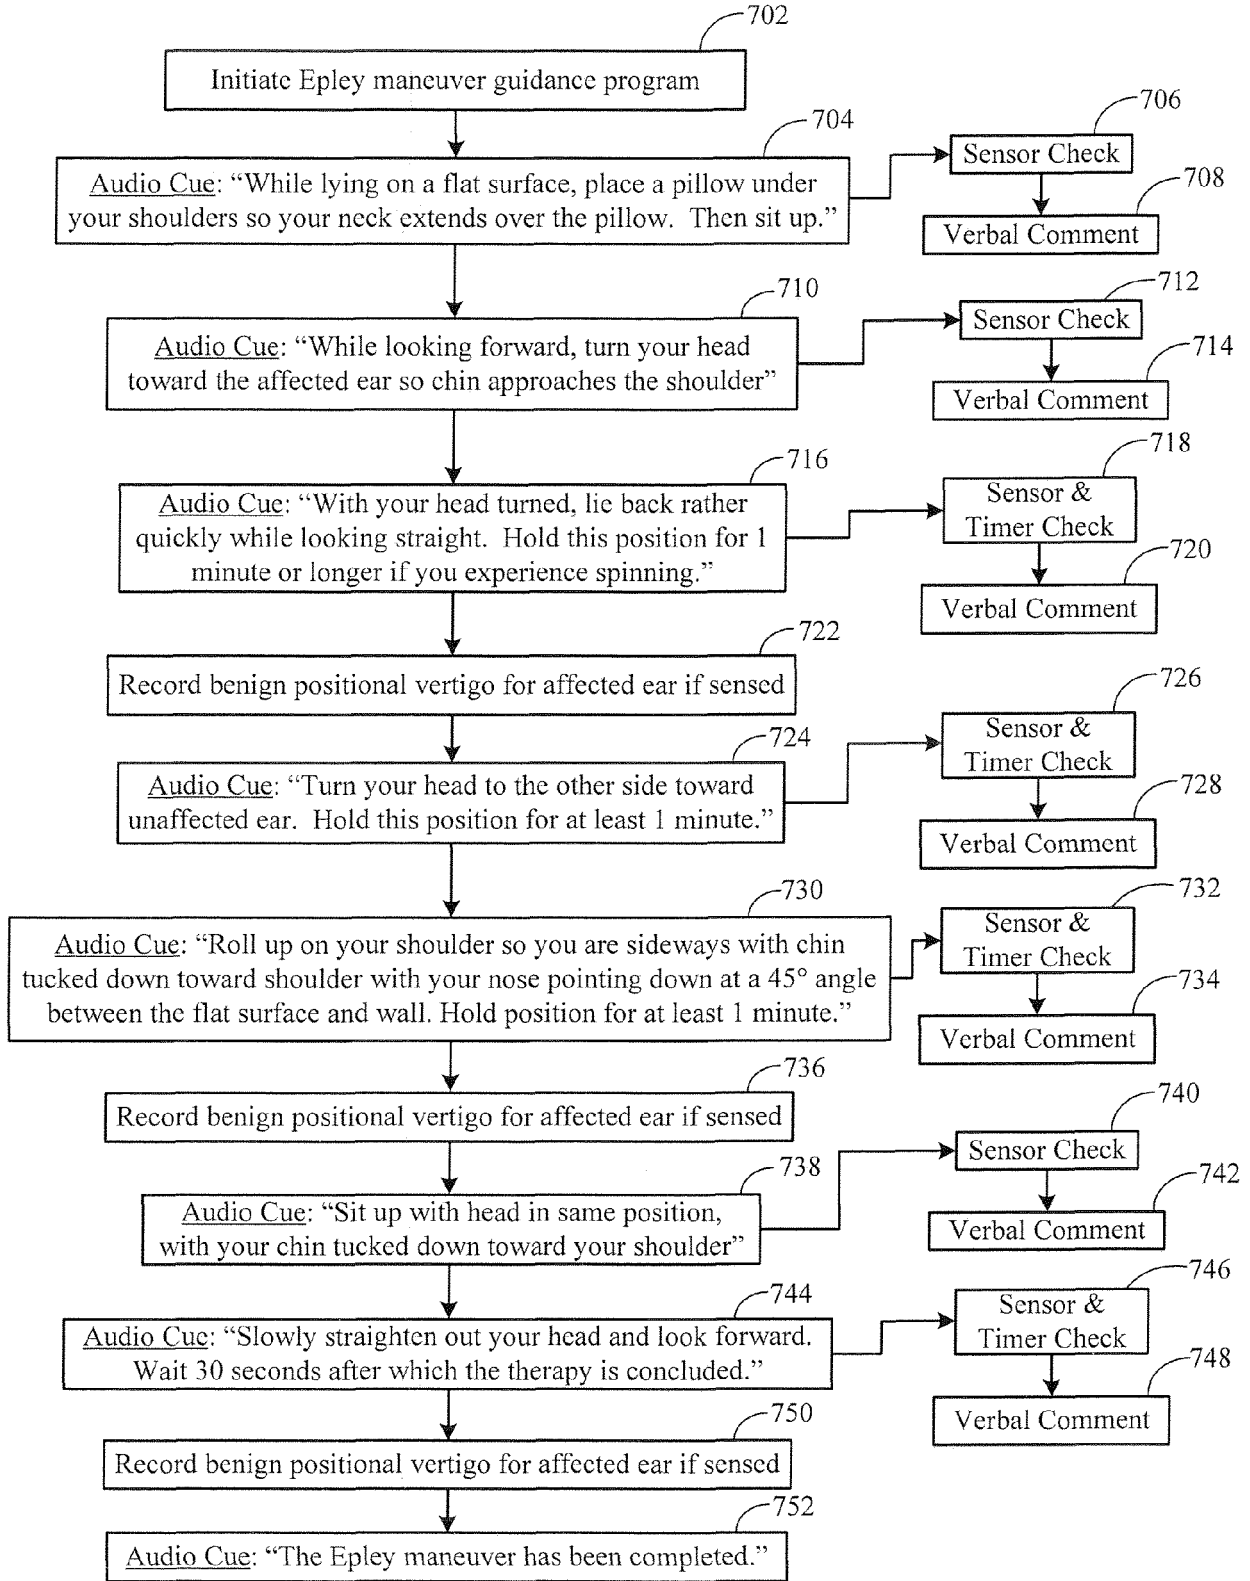 702
Initiate Epley maneuver guidance program
704
Audio Cue: “While lying on a flat surface, place a pillow under
your shoulders so your neck extends over the pillow. Then sit up.”
706
Sensor Check
708
Verbal Comment
710
Audio Cue: “While looking forward, turn your head
toward the affected ear so chin approaches the shoulder”
712
Sensor Check
714
Verbal Comment
716
Audio Cue: “With your head turned, lie back rather
quickly while looking straight. Hold this position for 1
minute or longer if you experience spinning.”
718
Sensor &
Timer Check
720
Verbal Comment
722
Record benign positional vertigo for affected ear if sensed
724
Audio Cue: “Turn your head to the other side toward
unaffected ear. Hold this position for at least 1 minute.”
726
Sensor &
Timer Check
728
Verbal Comment
730
Audio Cue: “Roll up on your shoulder so you are sideways with chin
tucked down toward shoulder with your nose pointing down at a 45° angle
between the flat surface and wall. Hold position for at least 1 minute.”
732
Sensor &
Timer Check
734
Verbal Comment
736
Record benign positional vertigo for affected ear if sensed
738
Audio Cue: “Sit up with head in same position,
with your chin tucked down toward your shoulder”
740
Sensor Check
742
Verbal Comment
744
Audio Cue: “Slowly straighten out your head and look forward.
Wait 30 seconds after which the therapy is concluded.”
746
Sensor &
Timer Check
748
Verbal Comment
750
Record benign positional vertigo for affected ear if sensed
752
Audio Cue: “The Epley maneuver has been completed.”